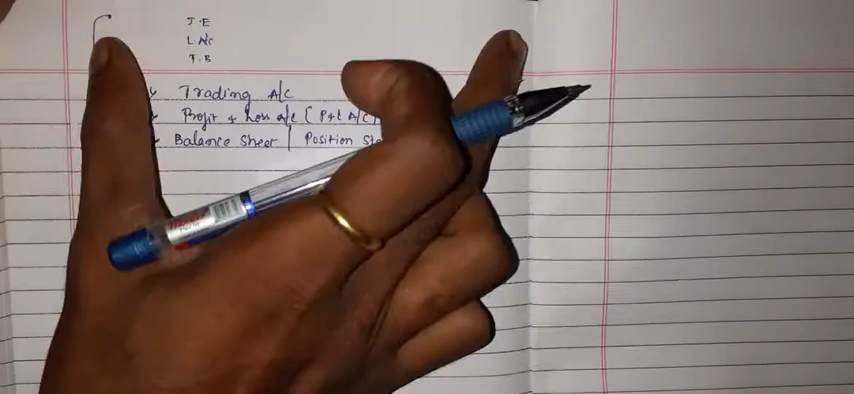 J.E
L.A/c
T.B
Trading A/c
Profit & Loss A/c [ P&L A/C ]
Balance Sheet | Position